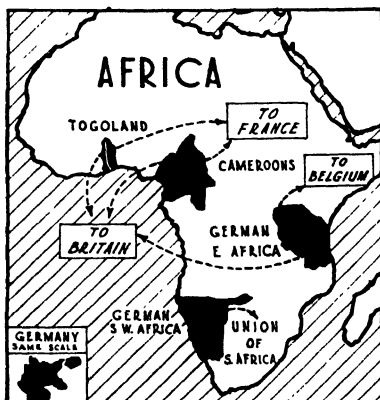 AFRICA
TOGOLAND
TO
FRANCE
CAMEROONS
TO
BELGIUM
TO
BRITAIN
GERMAN
E. AFRICA
GERMAN
S.W. AFRICA
UNION
OF
S. AFRICA
GERMANY
SAME SCALE